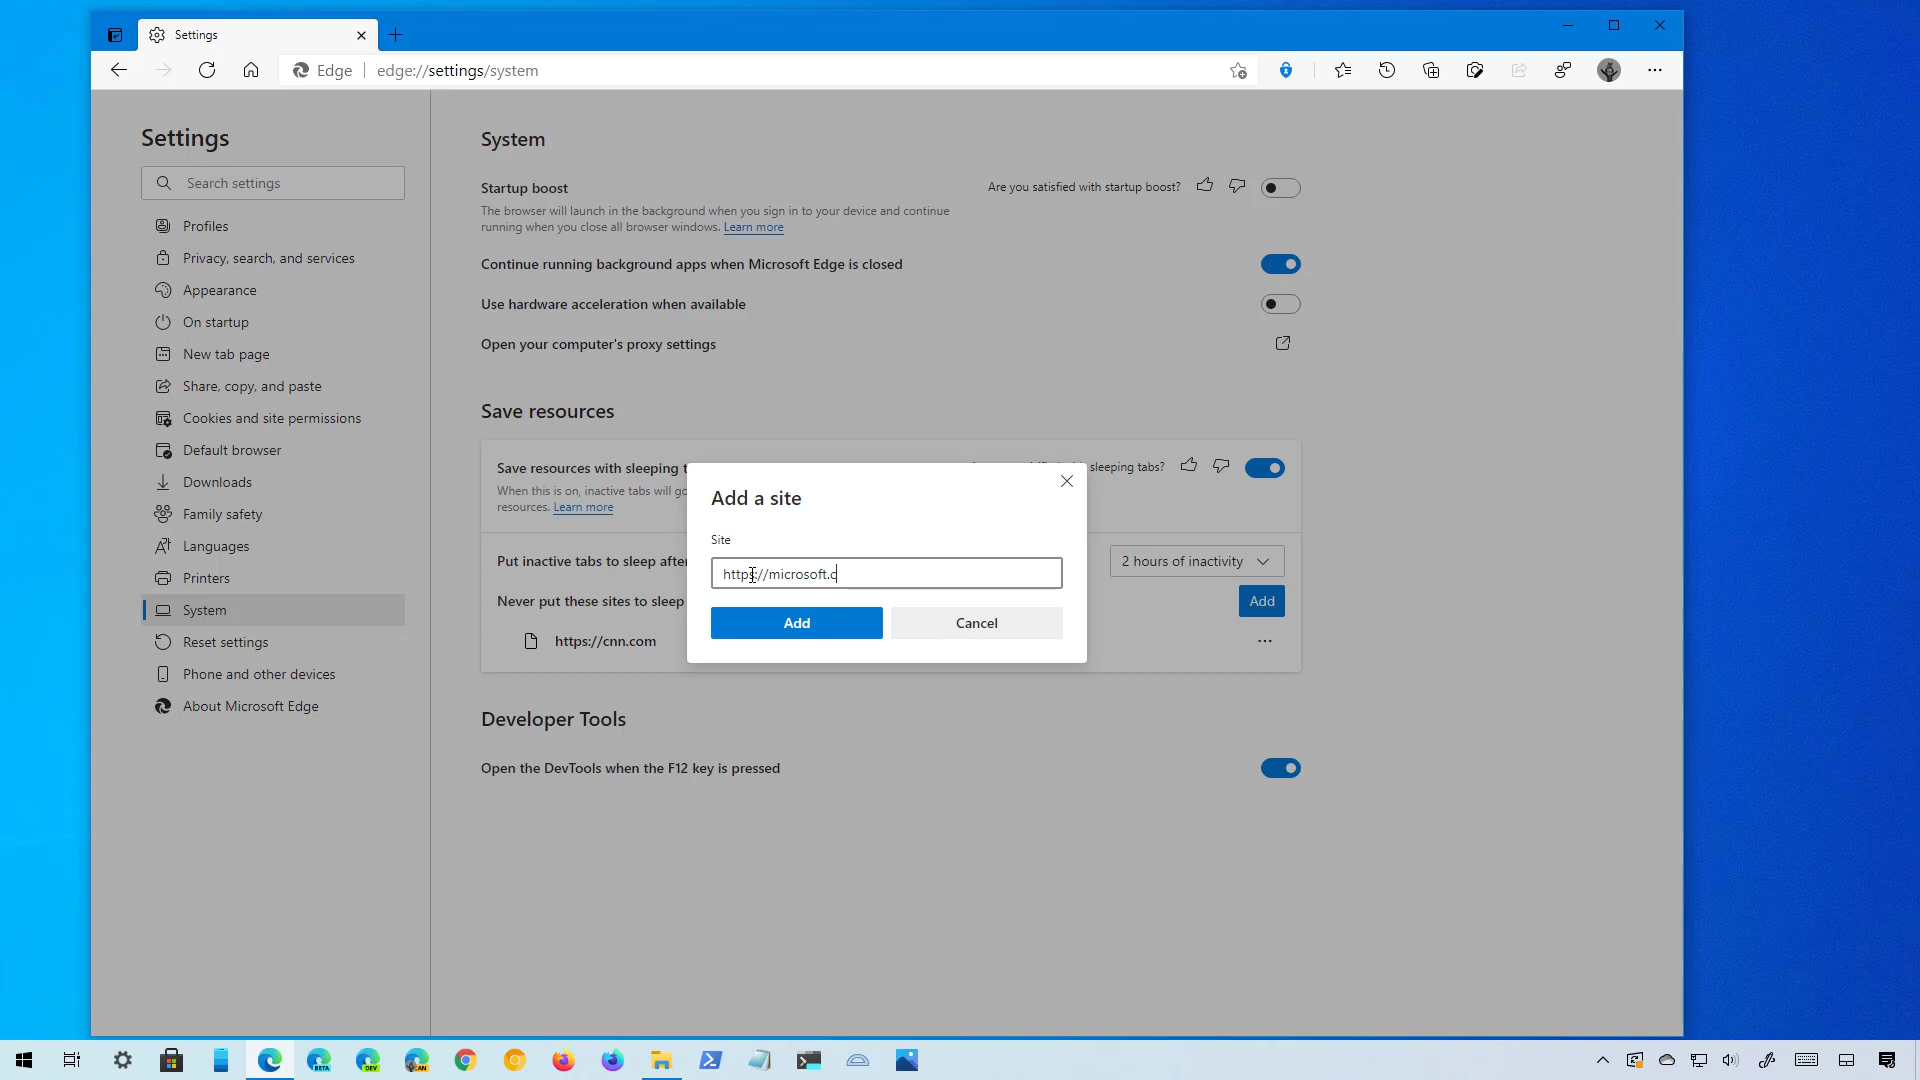 Settings
Edge
edge://settings/system
Settings
Search settings
Profiles
Privacy, search, and services
Appearance
On startup
New tab page
Share, copy, and paste
Cookies and site permissions
Default browser
Downloads
Family safety
Languages
Printers
System
Reset settings
Phone and other devices
About Microsoft Edge
System
Startup boost
Are you satisfied with startup boost?
The browser will launch in the background when you sign in to your device and continue
running when you close all browser windows. Learn more
Continue running background apps when Microsoft Edge is closed
Use hardware acceleration when available
Open your computer's proxy settings
Save resources
Save resources with sleeping t
sleeping tabs?
When this is on, inactive tabs will go
resources. Learn more
Put inactive tabs to sleep after
2 hours of inactivity
Never put these sites to sleep
Add
https://cnn.com
Add a site
Site
https://microsoft.c
Add
Cancel
Developer Tools
Open the DevTools when the F12 key is pressed
BETA
DEV
CAN